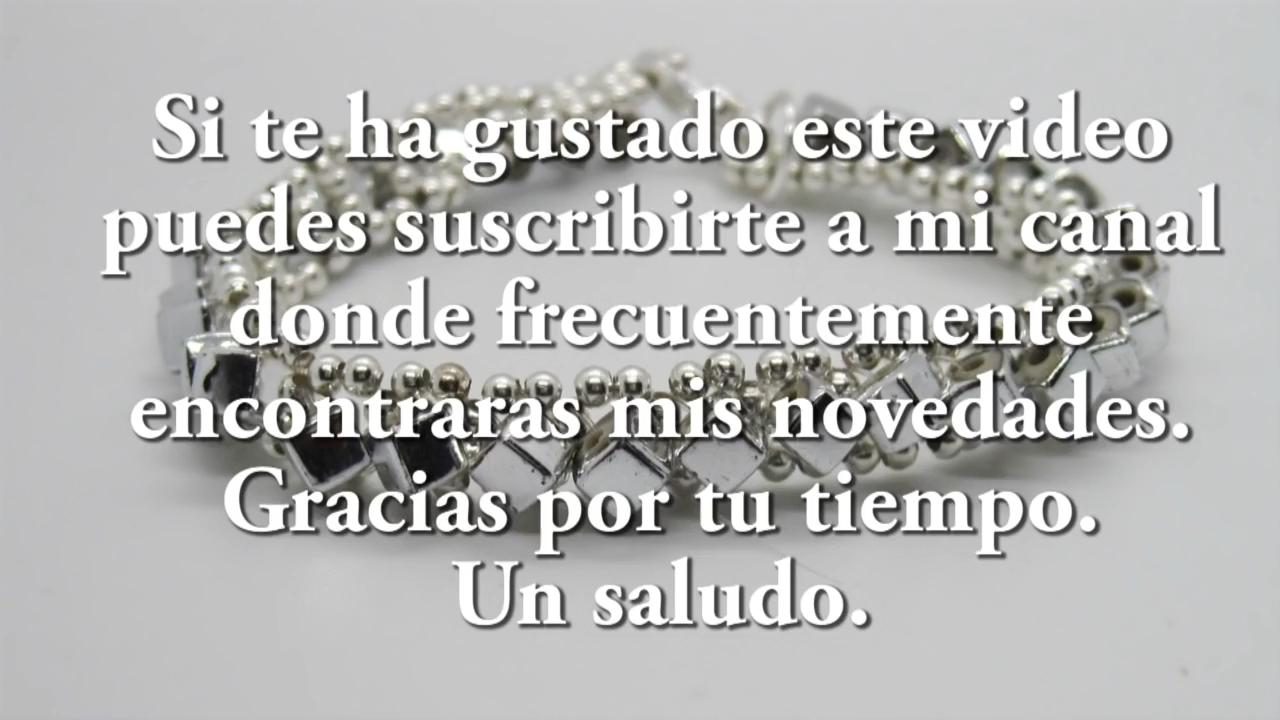 Si te ha gustado este video
puedes suscribirte a mi canal
donde frecuentemente
encontraras mis novedades.
Gracias por tu tiempo.
Un saludo.